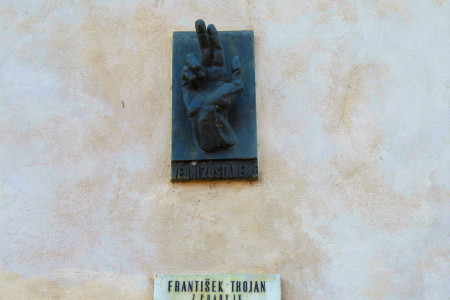 VĚRNI ZŮSTANEME
FRANTIŠEK TROJAN
Z PRAHY IX